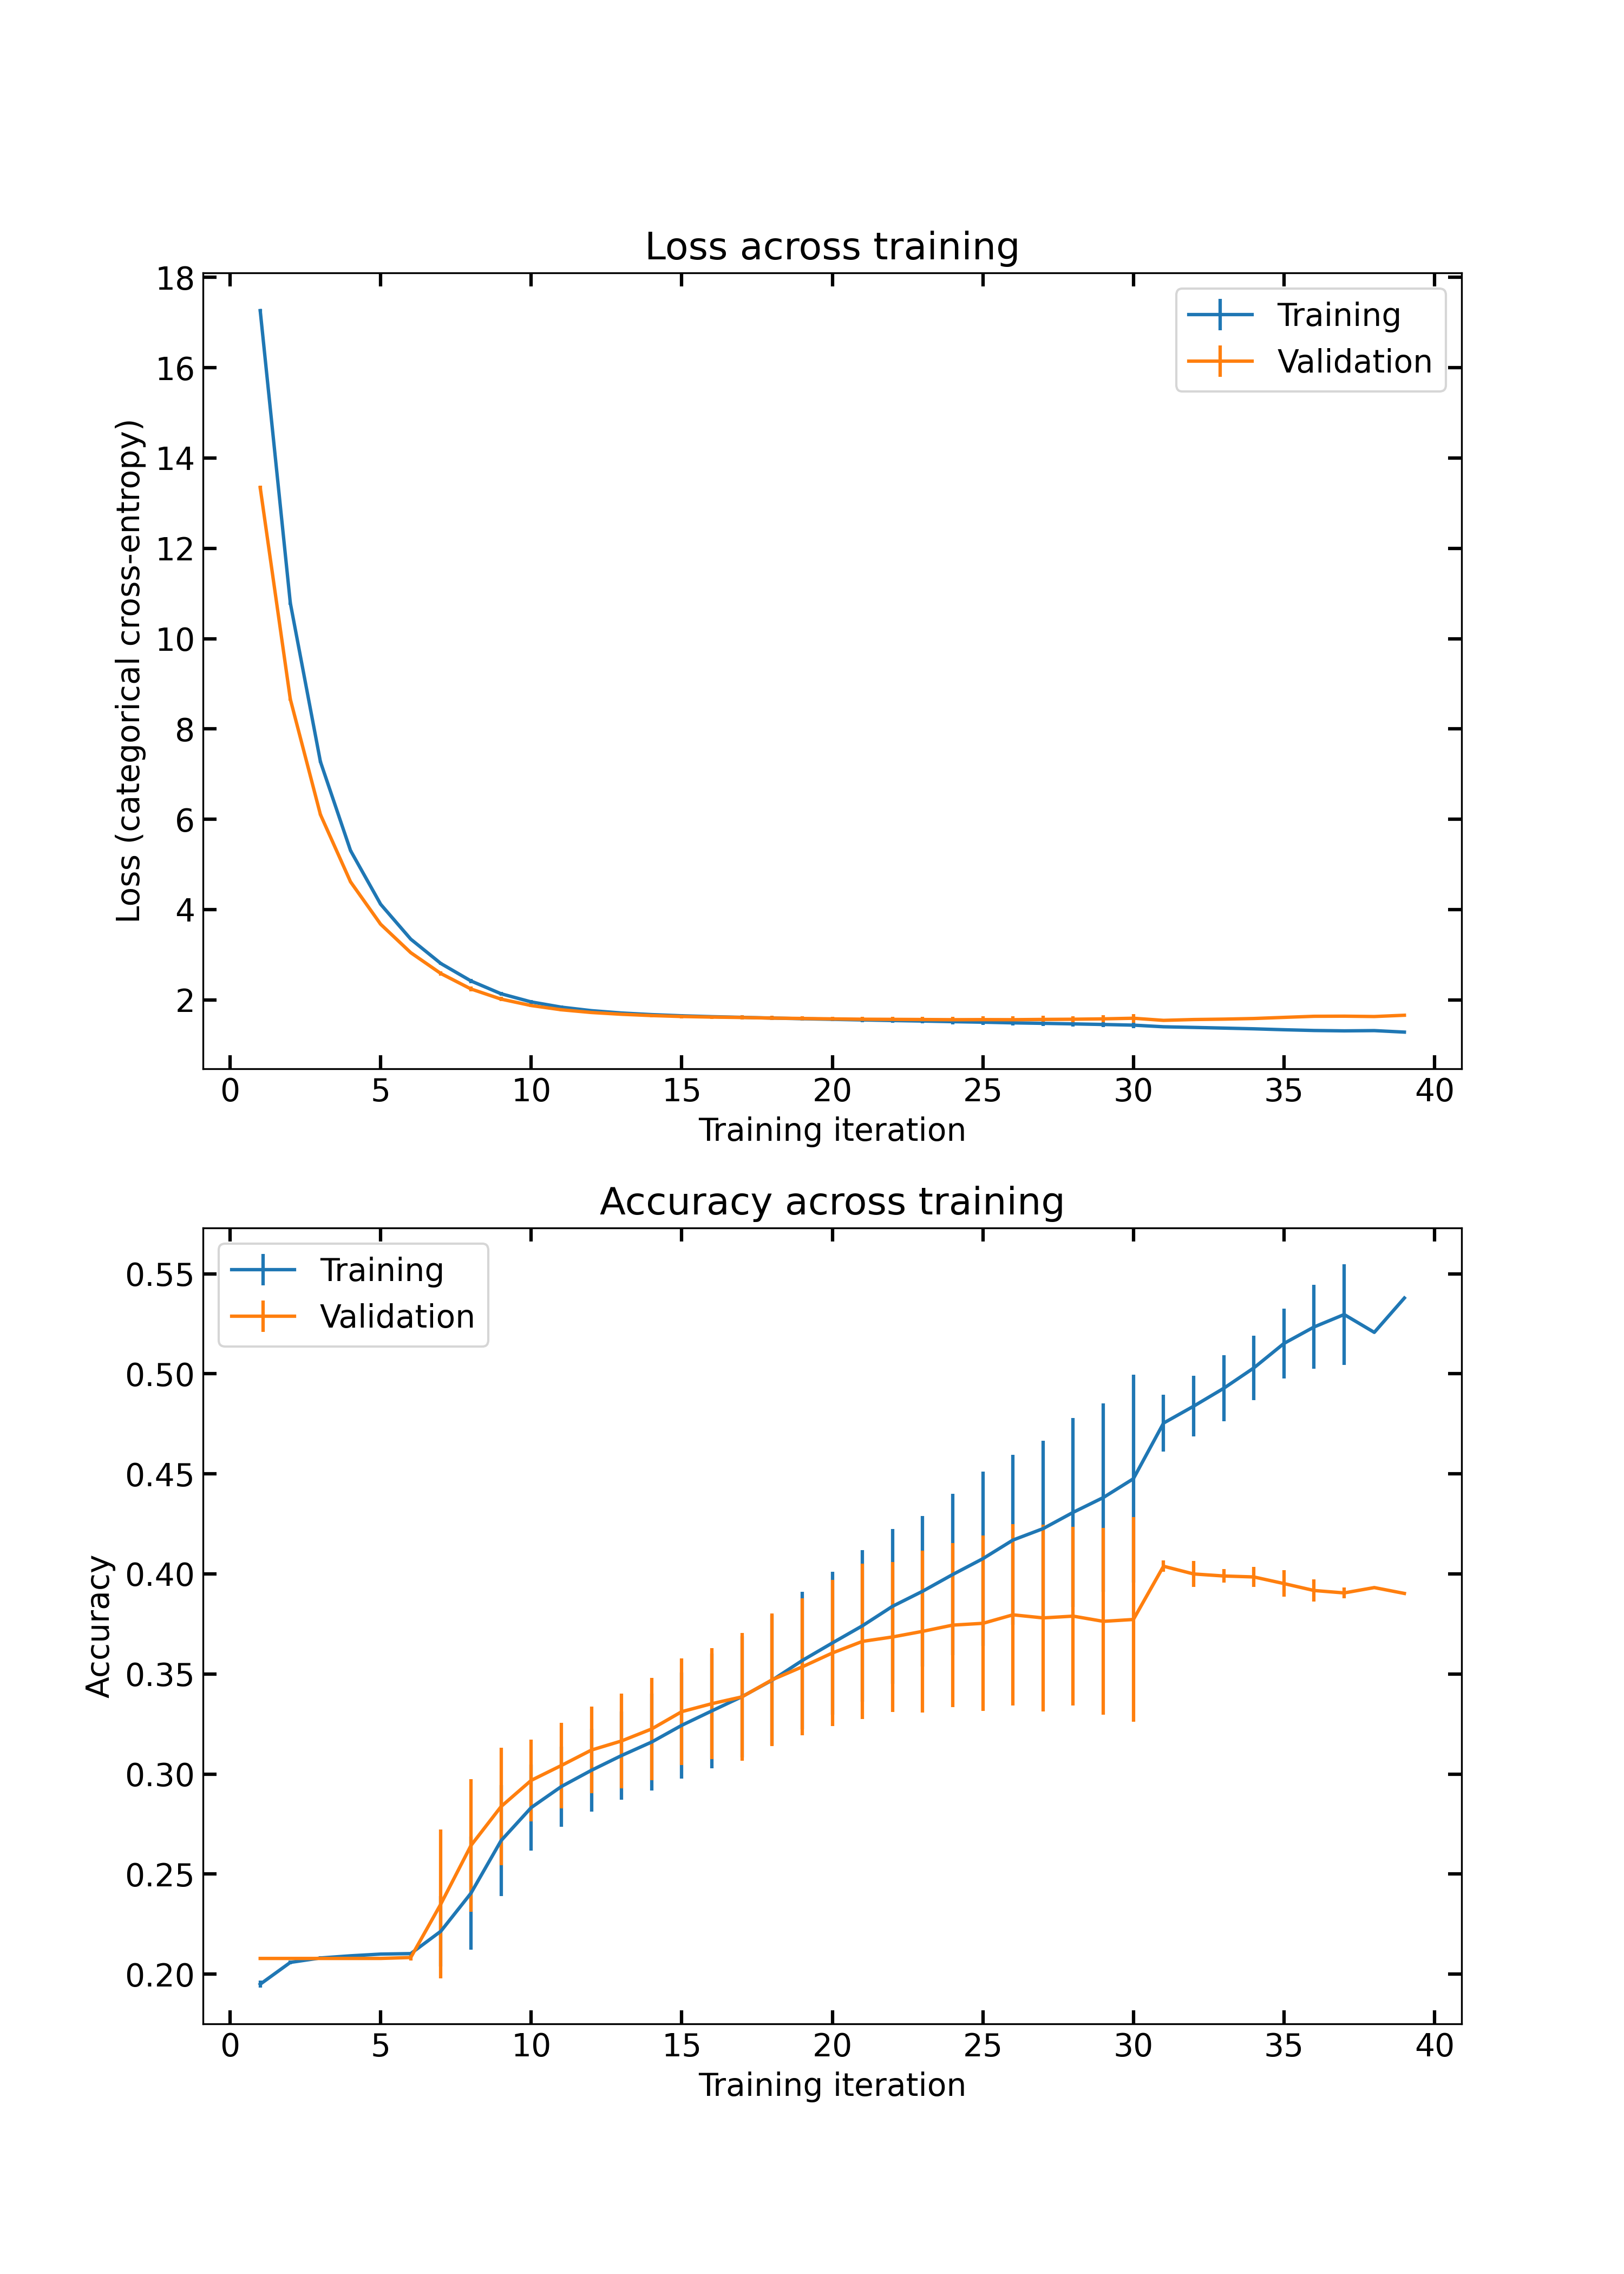 Loss across training
18
16
14
12
10
8
6
4
2
Loss (categorical cross-entropy)
Training
Validation
0 5 10 15 20 25 30 35 40
Training iteration
Accuracy across training
Training
Validation
0.55
0.50
0.45
0.40
0.35
0.30
0.25
0.20
Accuracy
0 5 10 15 20 25 30 35 40
Training iteration